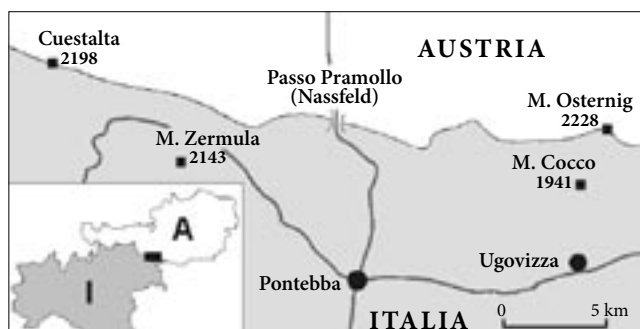 Cuestalta
2198
AUSTRIA
Passo Pramollo
(Nassfeld)
M. Osternig
2228
M. Zermula
2143
M. Cocco
1941
A
I
Pontebba
Ugovizza
ITALIA
0 5 km